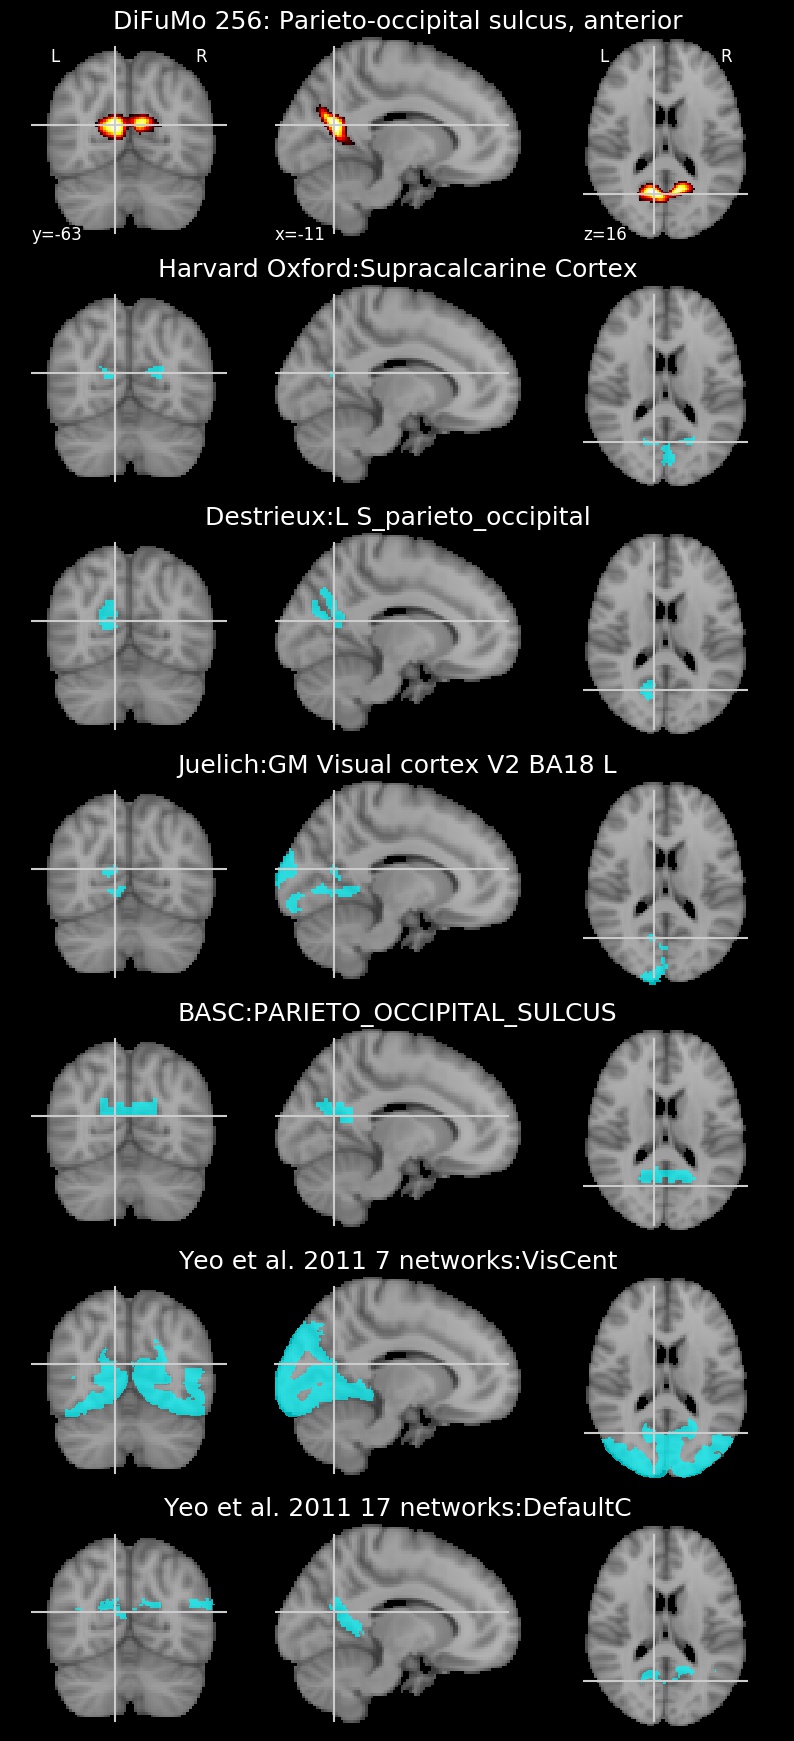 DiFuMo 256: Parieto-occipital sulcus, anterior
L R L R
y=-63 x=-11 z=16
Harvard Oxford:Supracalcarine Cortex
Destrieux:L S_parieto_occipital
Juelich:GM Visual cortex V2 BA18 L
BASC:PARIETO_OCCIPITAL_SULCUS
Yeo et al. 2011 7 networks:VisCent
Yeo et al. 2011 17 networks:DefaultC